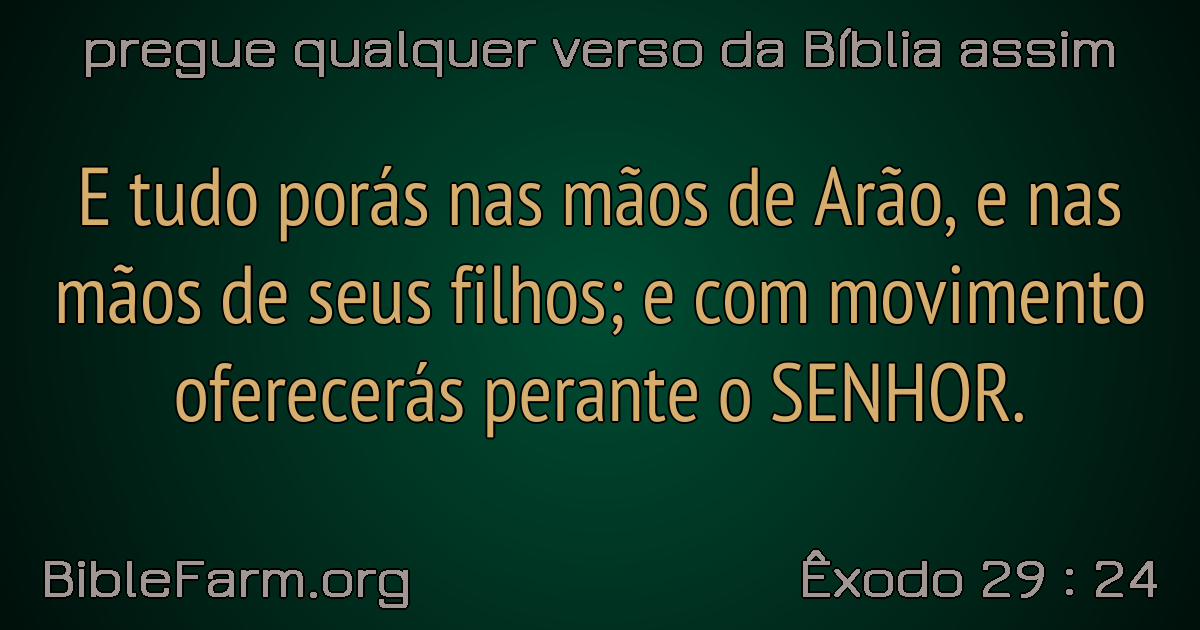 pregue qualquer verso da Bíblia assim
E tudo porás nas mãos de Arão, e nas
mãos de seus filhos; e com movimento
oferecerás perante o SENHOR.
BibleFarm.org
Êxodo 29 : 24